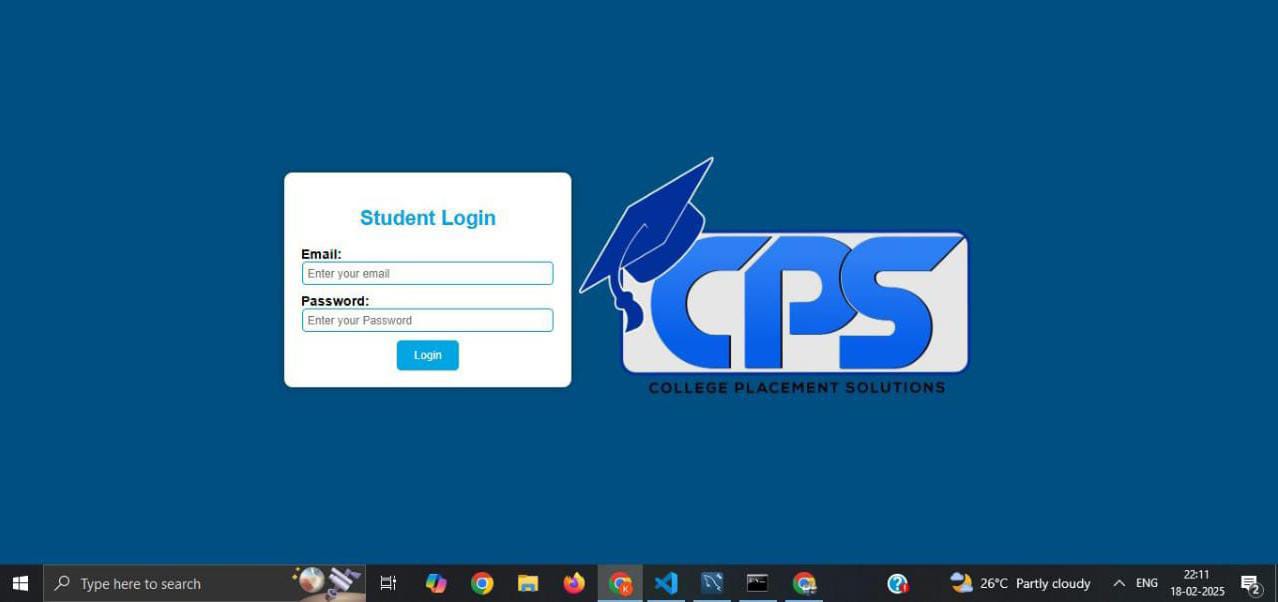 Student Login
Email:
Enter your email
Password:
Enter your Password
Login
CPS
COLLEGE PLACEMENT SOLUTIONS
Type here to search
K
26°C Partly cloudy
ENG
22:11
18-02-2025
2